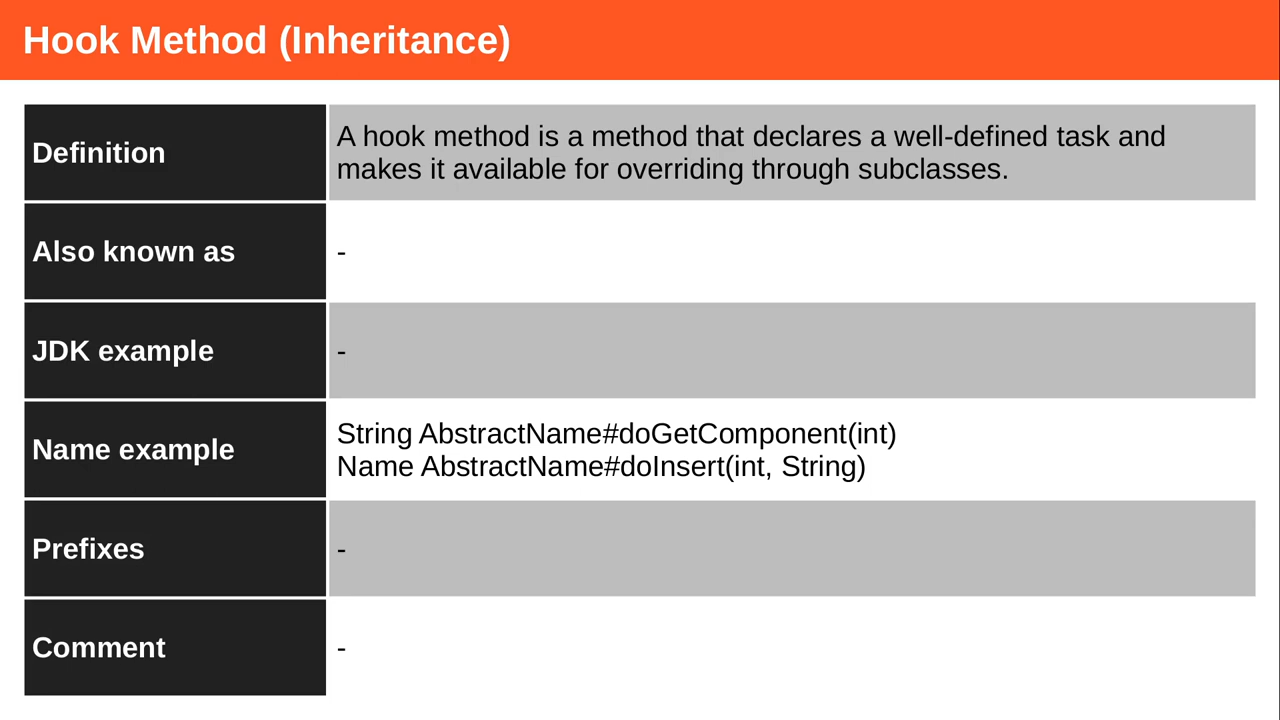 Hook Method (Inheritance)
Definition
A hook method is a method that declares a well-defined task and
makes it available for overriding through subclasses.
Also known as
-
JDK example
-
Name example
String AbstractName#doGetComponent(int)
Name AbstractName#doInsert(int, String)
Prefixes
-
Comment
-